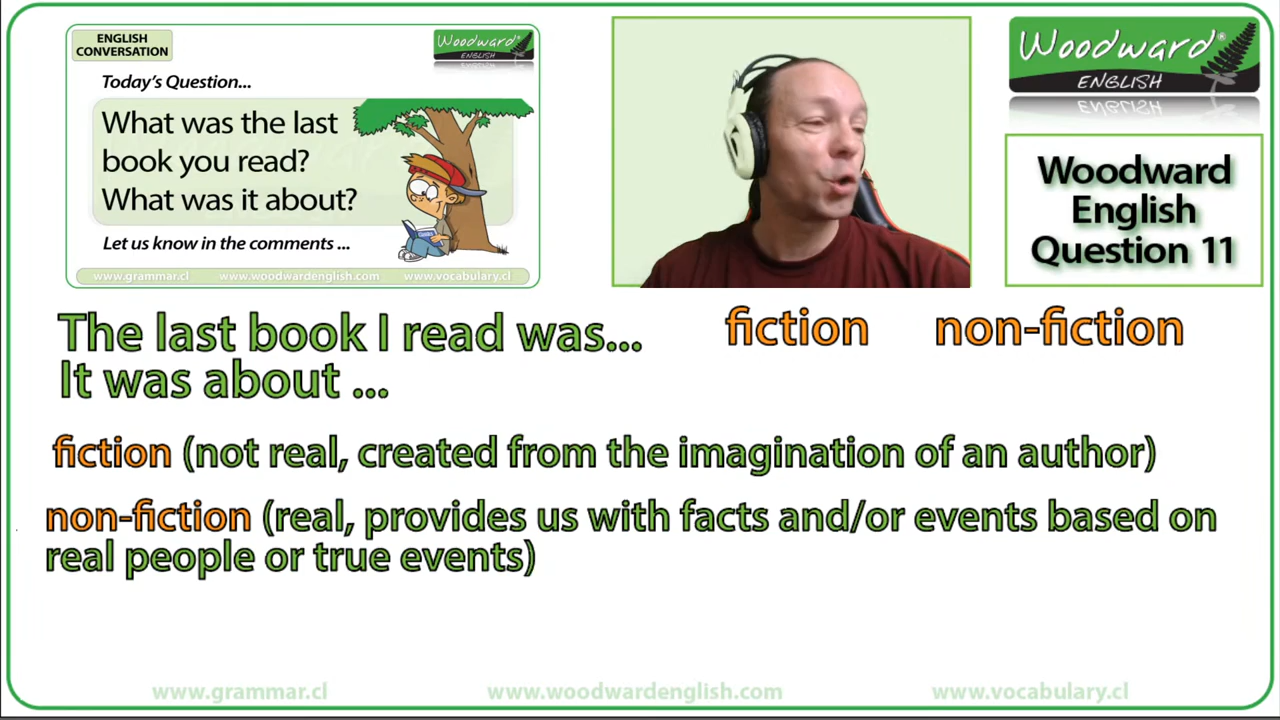 ENGLISH
CONVERSATION
Woodward®
ENGLISH
Today's Question...
What was the last
book you read?
What was it about?
Let us know in the comments ...
www.grammar.cl www.woodwardenglish.com www.vocabulary.cl
Woodward®
ENGLISH
Woodward
English
Question 11
The last book I read was...
It was about ...
fiction non-fiction
fiction (not real, created from the imagination of an author)
non-fiction (real, provides us with facts and/or events based on
real people or true events)
www.grammar.cl www.woodwardenglish.com www.vocabulary.cl